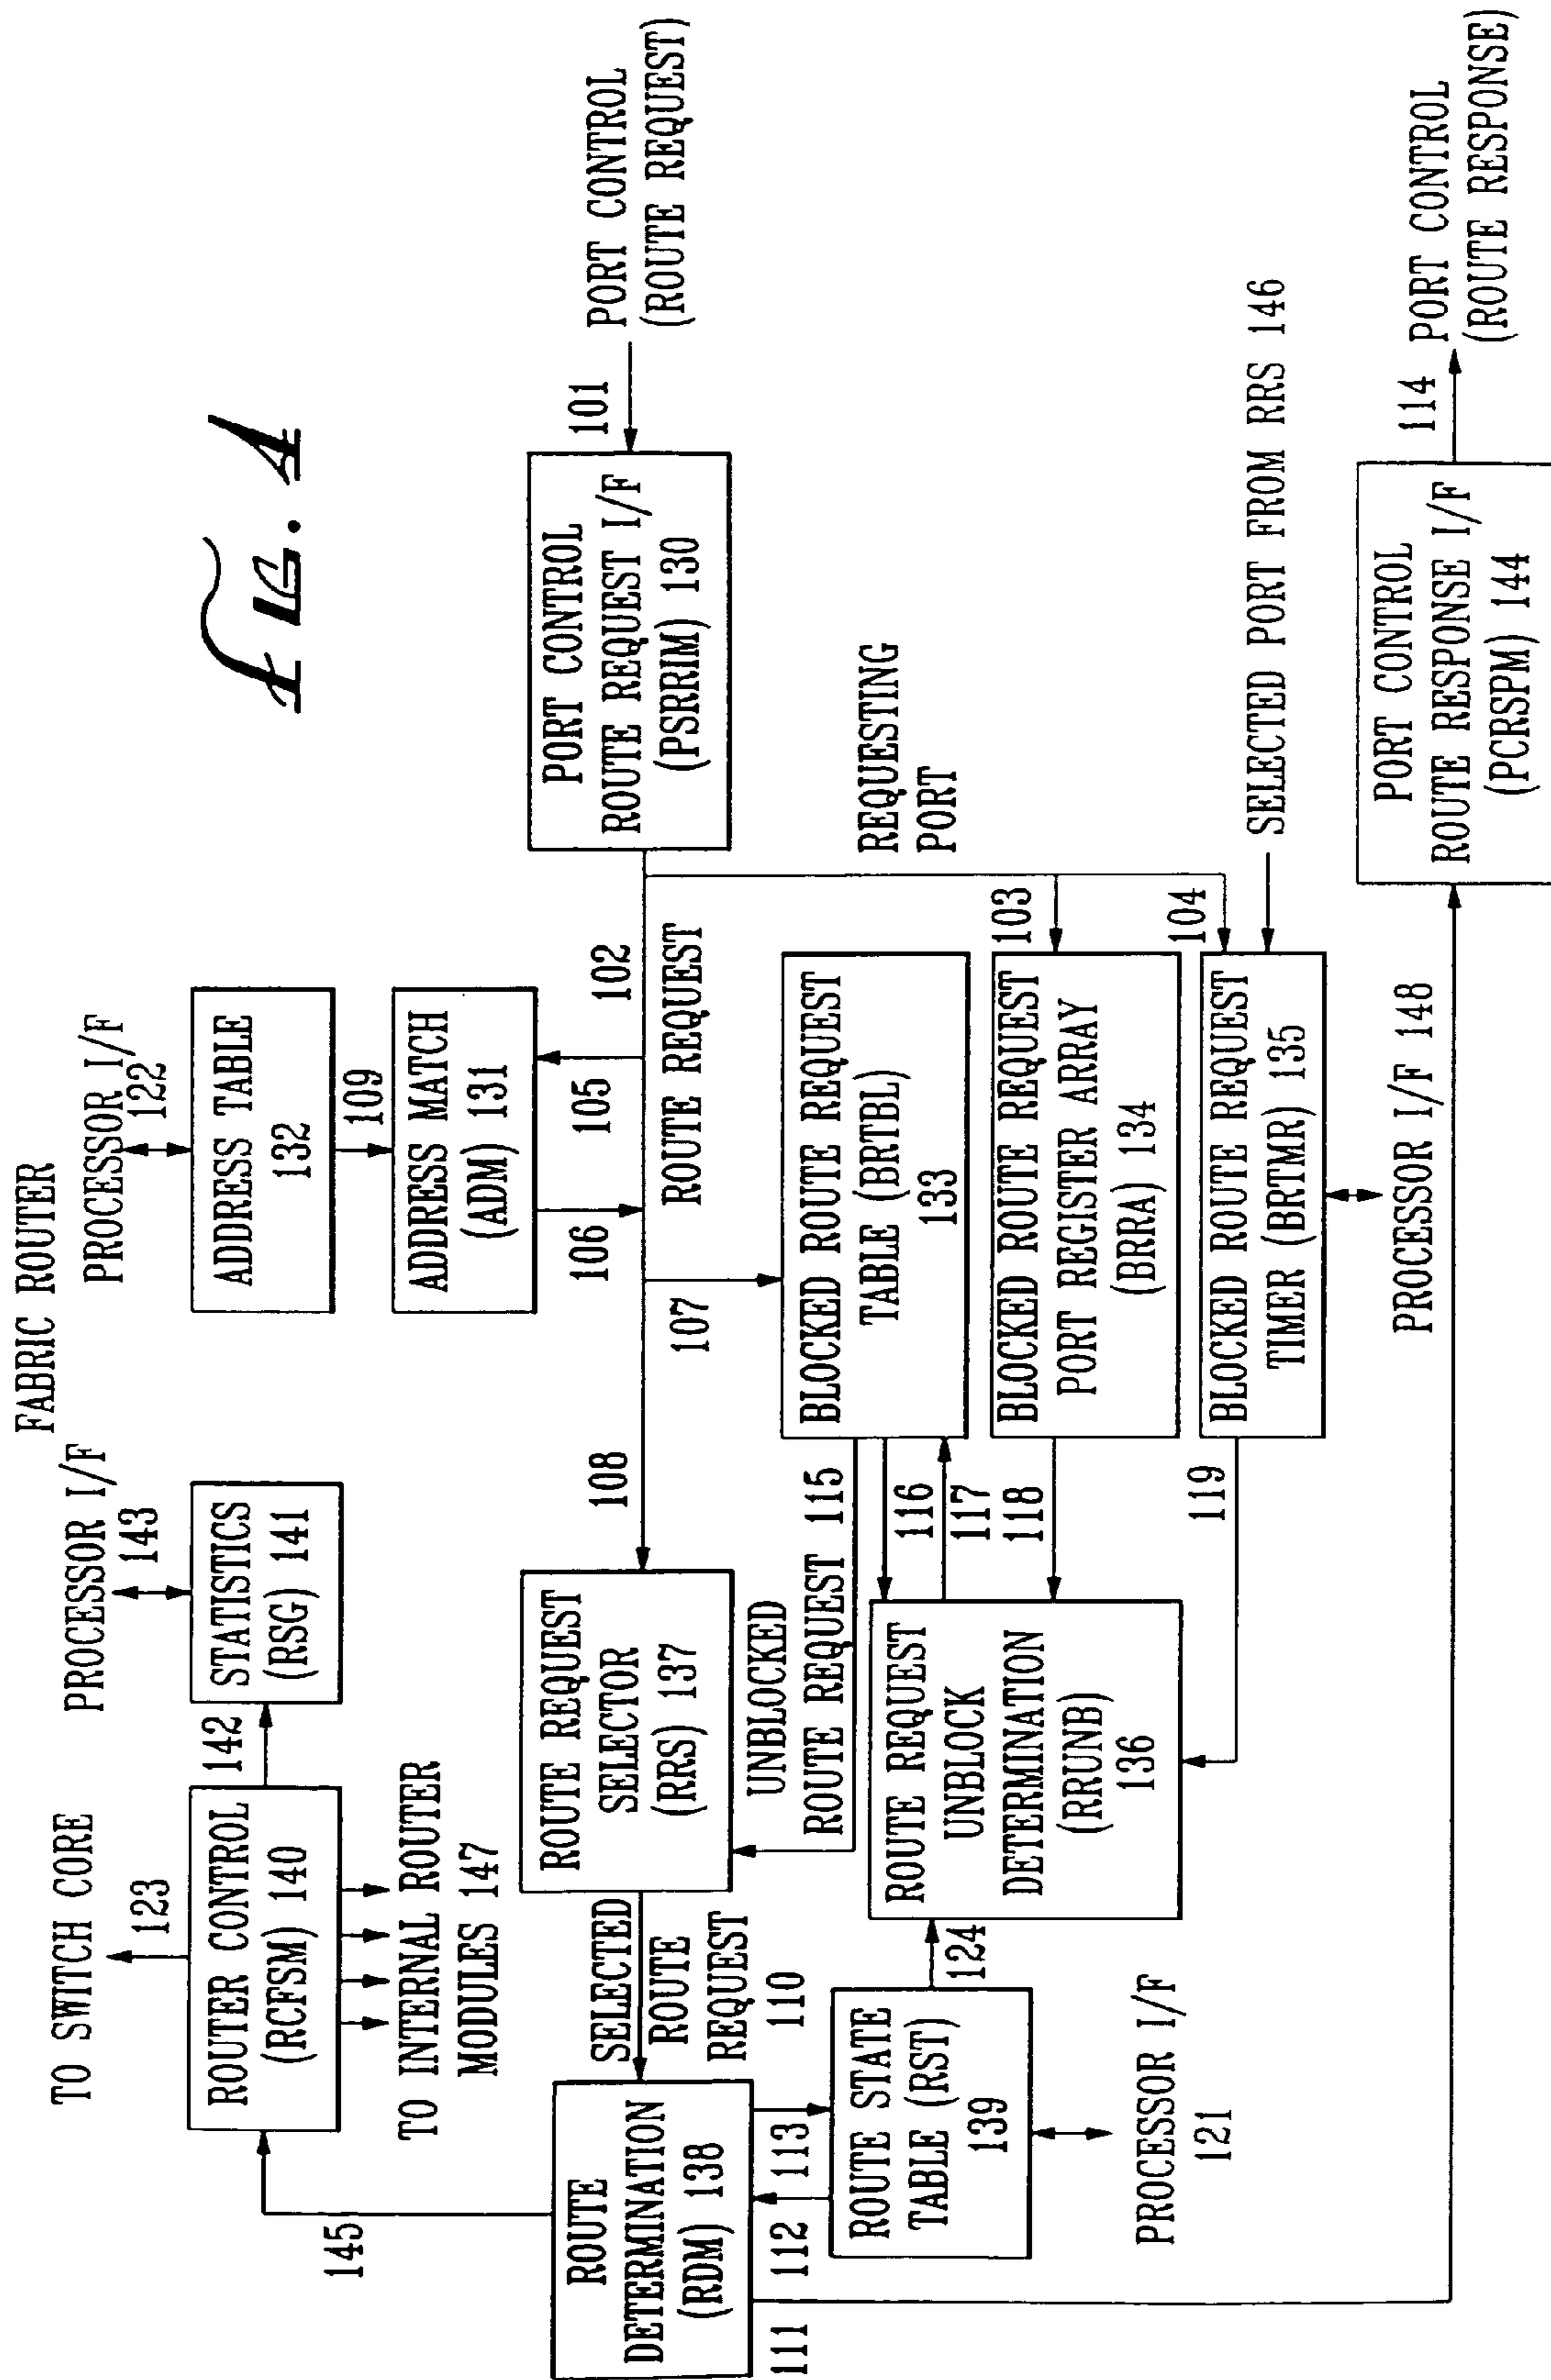 FABRIC ROUTER
fIG. 4
TO SWITCH CORE
123
PROCESSOR I/F
143
PROCESSOR I/F
122
ROUTER CONTROL
(RCFSM) 140
142
STATISTICS
(RSG) 141
ADDRESS TABLE
132
109
ADDRESS MATCH
(ADM) 131
TO INTERNAL ROUTER
MODULES 147
145
106
105
102
ROUTE REQUEST
107
108
PORT CONTROL
ROUTE REQUEST I/F
(PSRRIM) 130
101
PORT CONTROL
(ROUTE REQUEST)
REQUESTING
PORT
ROUTE
DETERMINATION
(RDM) 138
SELECTED
ROUTE
REQUEST
110
ROUTE REQUEST
SELECTOR
(RRS) 137
UNBLOCKED
ROUTE REQUEST 115
BLOCKED ROUTE REQUEST
TABLE (BRTBL)
133
111
112
113
116
117
118
103
ROUTE STATE
TABLE (RST)
139
124
ROUTE REQUEST
UNBLOCK
DETERMINATION
(RRUNB)
136
BLOCKED ROUTE REQUEST
PORT REGISTER ARRAY
(BRRA) 134
119
104
BLOCKED ROUTE REQUEST
TIMER (BRTMR) 135
SELECTED PORT FROM RRS 146
PROCESSOR I/F
121
PROCESSOR I/F 148
PORT CONTROL
ROUTE RESPONSE I/F
(PCRSPM) 144
114
PORT CONTROL
(ROUTE RESPONSE)